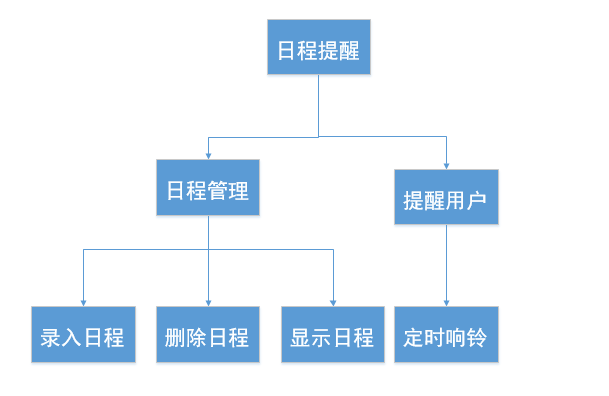 日程提醒
日程管理
提醒用户
录入日程
删除日程
显示日程
定时响铃